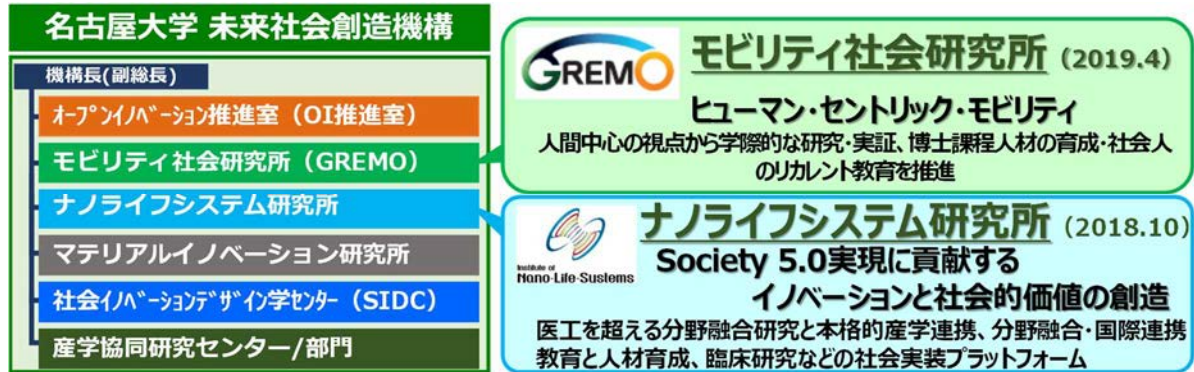 名古屋大学 未来社会創造機構
機構長(副総長)
ｵｰﾌﾟﾝｲﾉﾍﾞｰｼｮﾝ推進室（OI推進室）
モビリティ社会研究所（GREMO）
ナノライフシステム研究所
マテリアルイノベーション研究所
社会ｲﾉﾍﾞｰｼｮﾝﾃﾞｻﾞｲﾝ学ｾﾝﾀｰ（SIDC）
産学協同研究センター/部門
GREMO
モビリティ社会研究所（2019.4）
ヒューマン・セントリック・モビリティ
人間中心の視点から学際的な研究・実証、博士課程人材の育成・社会人
のリカレント教育を推進
Institute of
Nano-Life-Sustems
ナノライフシステム研究所（2018.10）
Society 5.0実現に貢献する
イノベーションと社会的価値の創造
医工を超える分野融合研究と本格的産学連携、分野融合・国際連携
教育と人材育成、臨床研究などの社会実装プラットフォーム